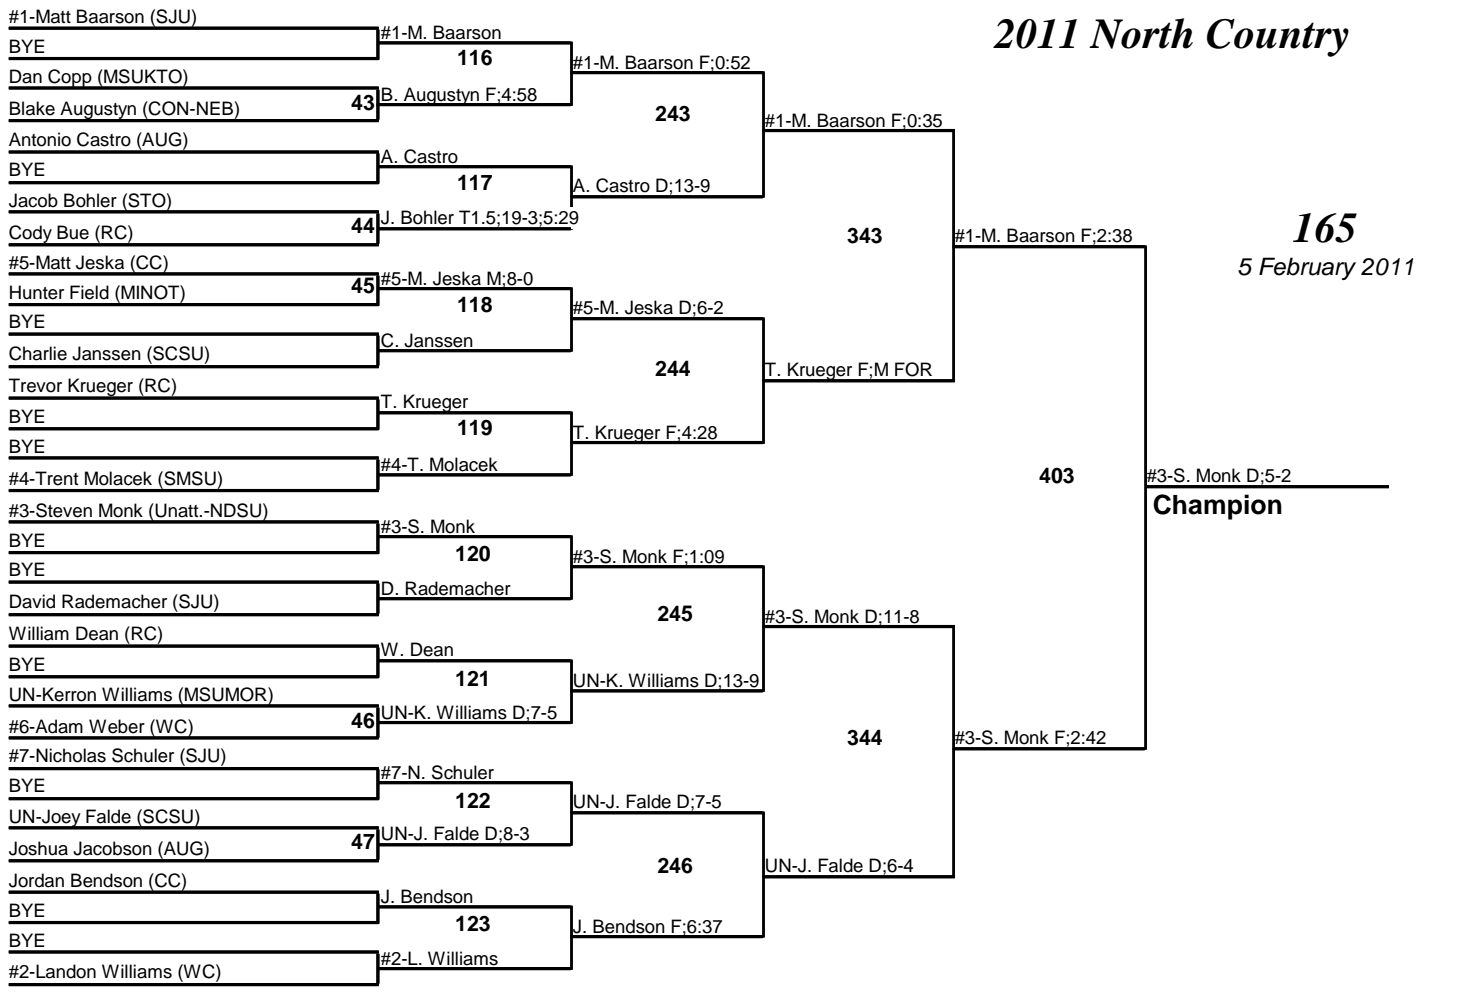 2011 North Country
165
5 February 2011
#1-Matt Baarson (SJU)
BYE
Dan Copp (MSUKTO)
Blake Augustyn (CON-NEB)
Antonio Castro (AUG)
BYE
Jacob Bohler (STO)
Cody Bue (RC)
#5-Matt Jeska (CC)
Hunter Field (MINOT)
BYE
Charlie Janssen (SCSU)
Trevor Krueger (RC)
BYE
BYE
#4-Trent Molacek (SMSU)
#3-Steven Monk (Unatt.-NDSU)
BYE
BYE
David Rademacher (SJU)
William Dean (RC)
BYE
UN-Kerron Williams (MSUMOR)
#6-Adam Weber (WC)
#7-Nicholas Schuler (SJU)
BYE
UN-Joey Falde (SCSU)
Joshua Jacobson (AUG)
Jordan Bendson (CC)
BYE
BYE
#2-Landon Williams (WC)
43
44
45
46
47
#1-M. Baarson
116
B. Augustyn F;4:58
A. Castro
117
J. Bohler T1.5;19-3;5:29
#5-M. Jeska M;8-0
118
C. Janssen
T. Krueger
119
#4-T. Molacek
#3-S. Monk
120
D. Rademacher
W. Dean
121
UN-K. Williams D;7-5
#7-N. Schuler
122
UN-J. Falde D;8-3
J. Bendson
123
#2-L. Williams
#1-M. Baarson F;0:52
243
A. Castro D;13-9
#5-M. Jeska D;6-2
244
T. Krueger F;4:28
#3-S. Monk F;1:09
245
UN-K. Williams D;13-9
UN-J. Falde D;7-5
246
J. Bendson F;6:37
#1-M. Baarson F;0:35
343
T. Krueger F;M FOR
#3-S. Monk D;11-8
344
UN-J. Falde D;6-4
#1-M. Baarson F;2:38
403
#3-S. Monk F;2:42
#3-S. Monk D;5-2
Champion